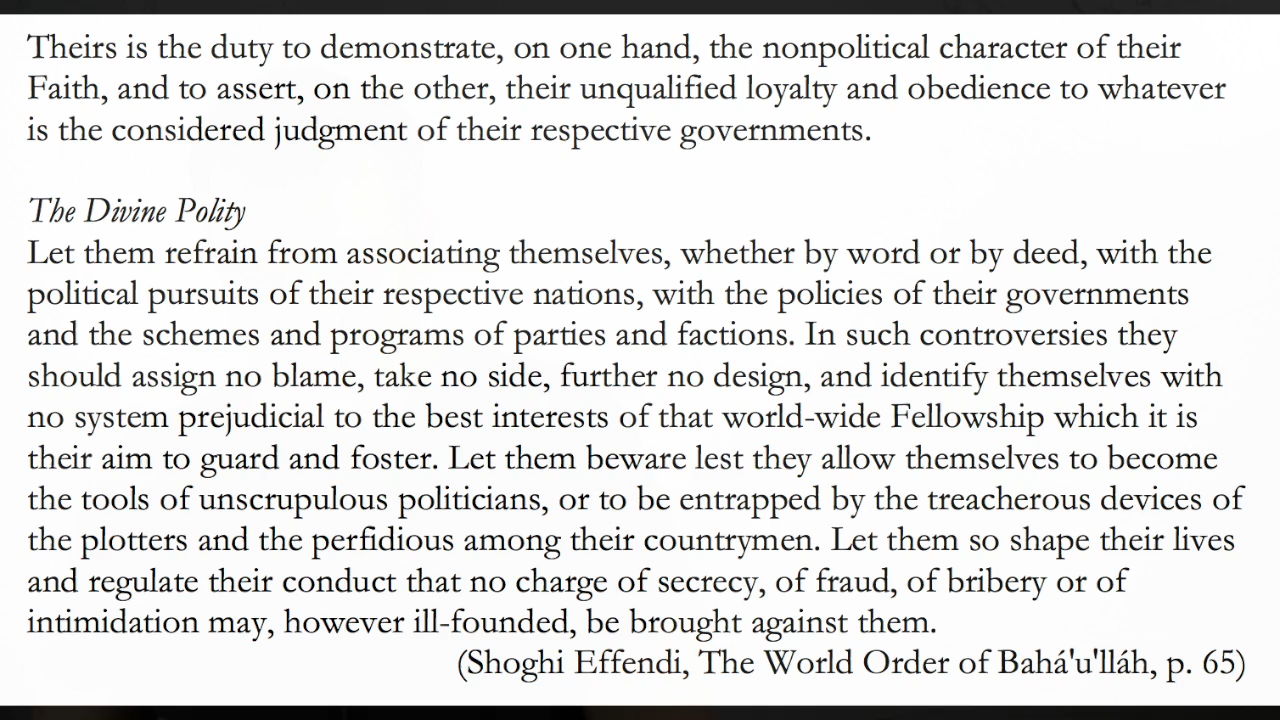 Theirs is the duty to demonstrate, on one hand, the nonpolitical character of their
Faith, and to assert, on the other, their unqualified loyalty and obedience to whatever
is the considered judgment of their respective governments.
The Divine Polity
Let them refrain from associating themselves, whether by word or by deed, with the
political pursuits of their respective nations, with the policies of their governments
and the schemes and programs of parties and factions. In such controversies they
should assign no blame, take no side, further no design, and identify themselves with
no system prejudicial to the best interests of that world-wide Fellowship which it is
their aim to guard and foster. Let them beware lest they allow themselves to become
the tools of unscrupulous politicians, or to be entrapped by the treacherous devices of
the plotters and the perfidious among their countrymen. Let them so shape their lives
and regulate their conduct that no charge of secrecy, of fraud, of bribery or of
intimidation may, however ill-founded, be brought against them.
(Shoghi Effendi, The World Order of Bahá'u'lláh, p. 65)